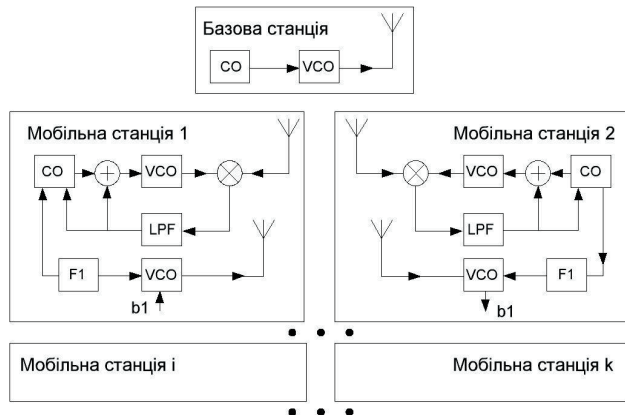 Базова станція
CO VCO
Мобільна станція 1
CO VCO
LPF
F1 VCO
b1
Мобільна станція 2
VCO CO
LPF
VCO F1
b1
Мобільна станція i
Мобільна станція k